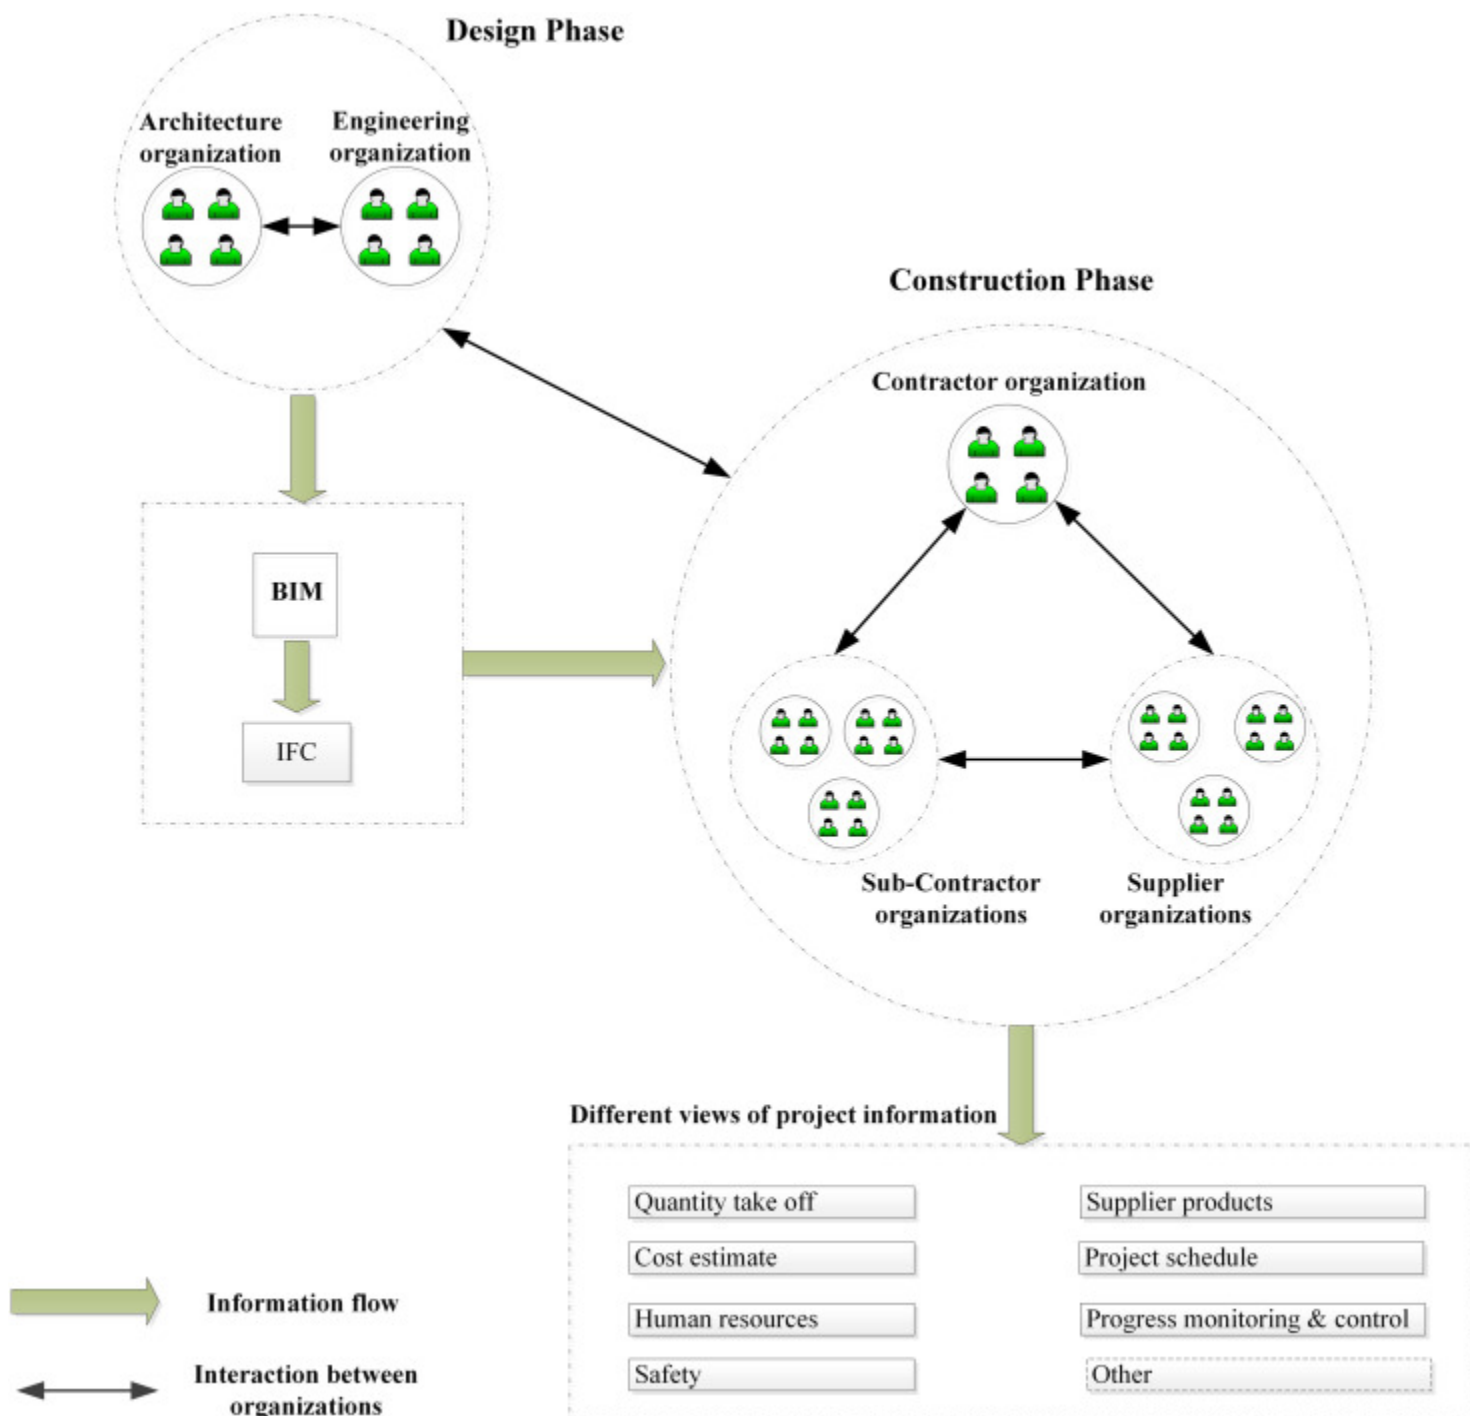 Design Phase
Architecture
organization
Engineering
organization
Construction Phase
Contractor organization
BIM
IFC
Sub-Contractor
organizations
Supplier
organizations
Different views of project information
Quantity take off
Supplier products
Cost estimate
Project schedule
Human resources
Progress monitoring & control
Safety
Other
Information flow
Interaction between
organizations